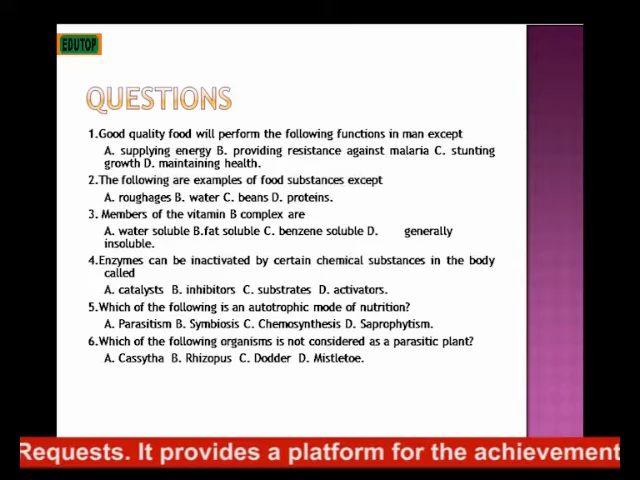 EDUTOP
QUESTIONS
1.Good quality food will perform the following functions in man except
A. supplying energy B. providing resistance against malaria C. stunting
growth D. maintaining health.
2.The following are examples of food substances except
A. roughages B. water C. beans D. proteins.
3. Members of the vitamin B complex are
A. water soluble B.fat soluble C. benzene soluble D. generally
insoluble.
4.Enzymes can be inactivated by certain chemical substances in the body
called
A. catalysts B. inhibitors C. substrates D. activators.
5.Which of the following is an autotrophic mode of nutrition?
A. Parasitism B. Symbiosis C. Chemosynthesis D. Saprophytism.
6.Which of the following organisms is not considered as a parasitic plant?
A. Cassytha B. Rhizopus C. Dodder D. Mistletoe.
Requests. It provides a platform for the achievement